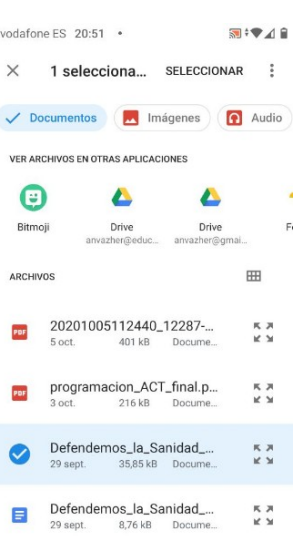 vodafone ES 20:51
1 selecciona... SELECCIONAR
Documentos Imágenes Audio
VER ARCHIVOS EN OTRAS APLICACIONES
Bitmoji Drive Drive
anvazher@educ... anvazher@gmai...
ARCHIVOS
PDF 20201005112440_12287-...
5 oct. 401 kB Docume...
PDF programacion_ACT_final.p...
3 oct. 216 kB Docume...
Defendemos_la_Sanidad_...
29 sept. 35,85 kB Docume...
Defendemos_la_Sanidad_...
29 sept. 8,76 kB Docume...